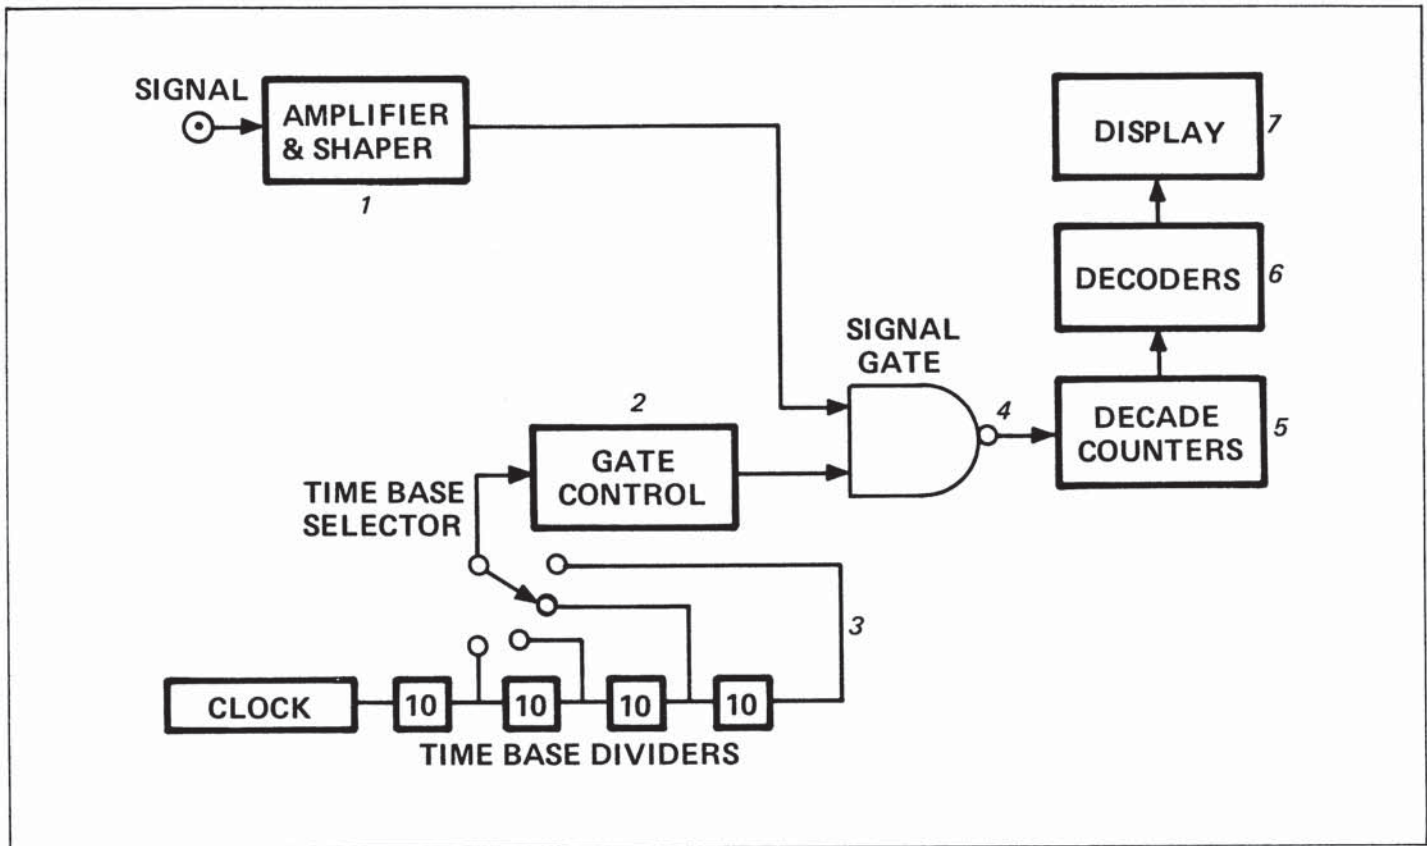 SIGNAL
AMPLIFIER
& SHAPER
1
DISPLAY
7
DECODERS
6
SIGNAL
GATE
4
DECADE
COUNTERS
5
2
GATE
CONTROL
TIME BASE
SELECTOR
3
CLOCK
10
10
10
10
TIME BASE DIVIDERS